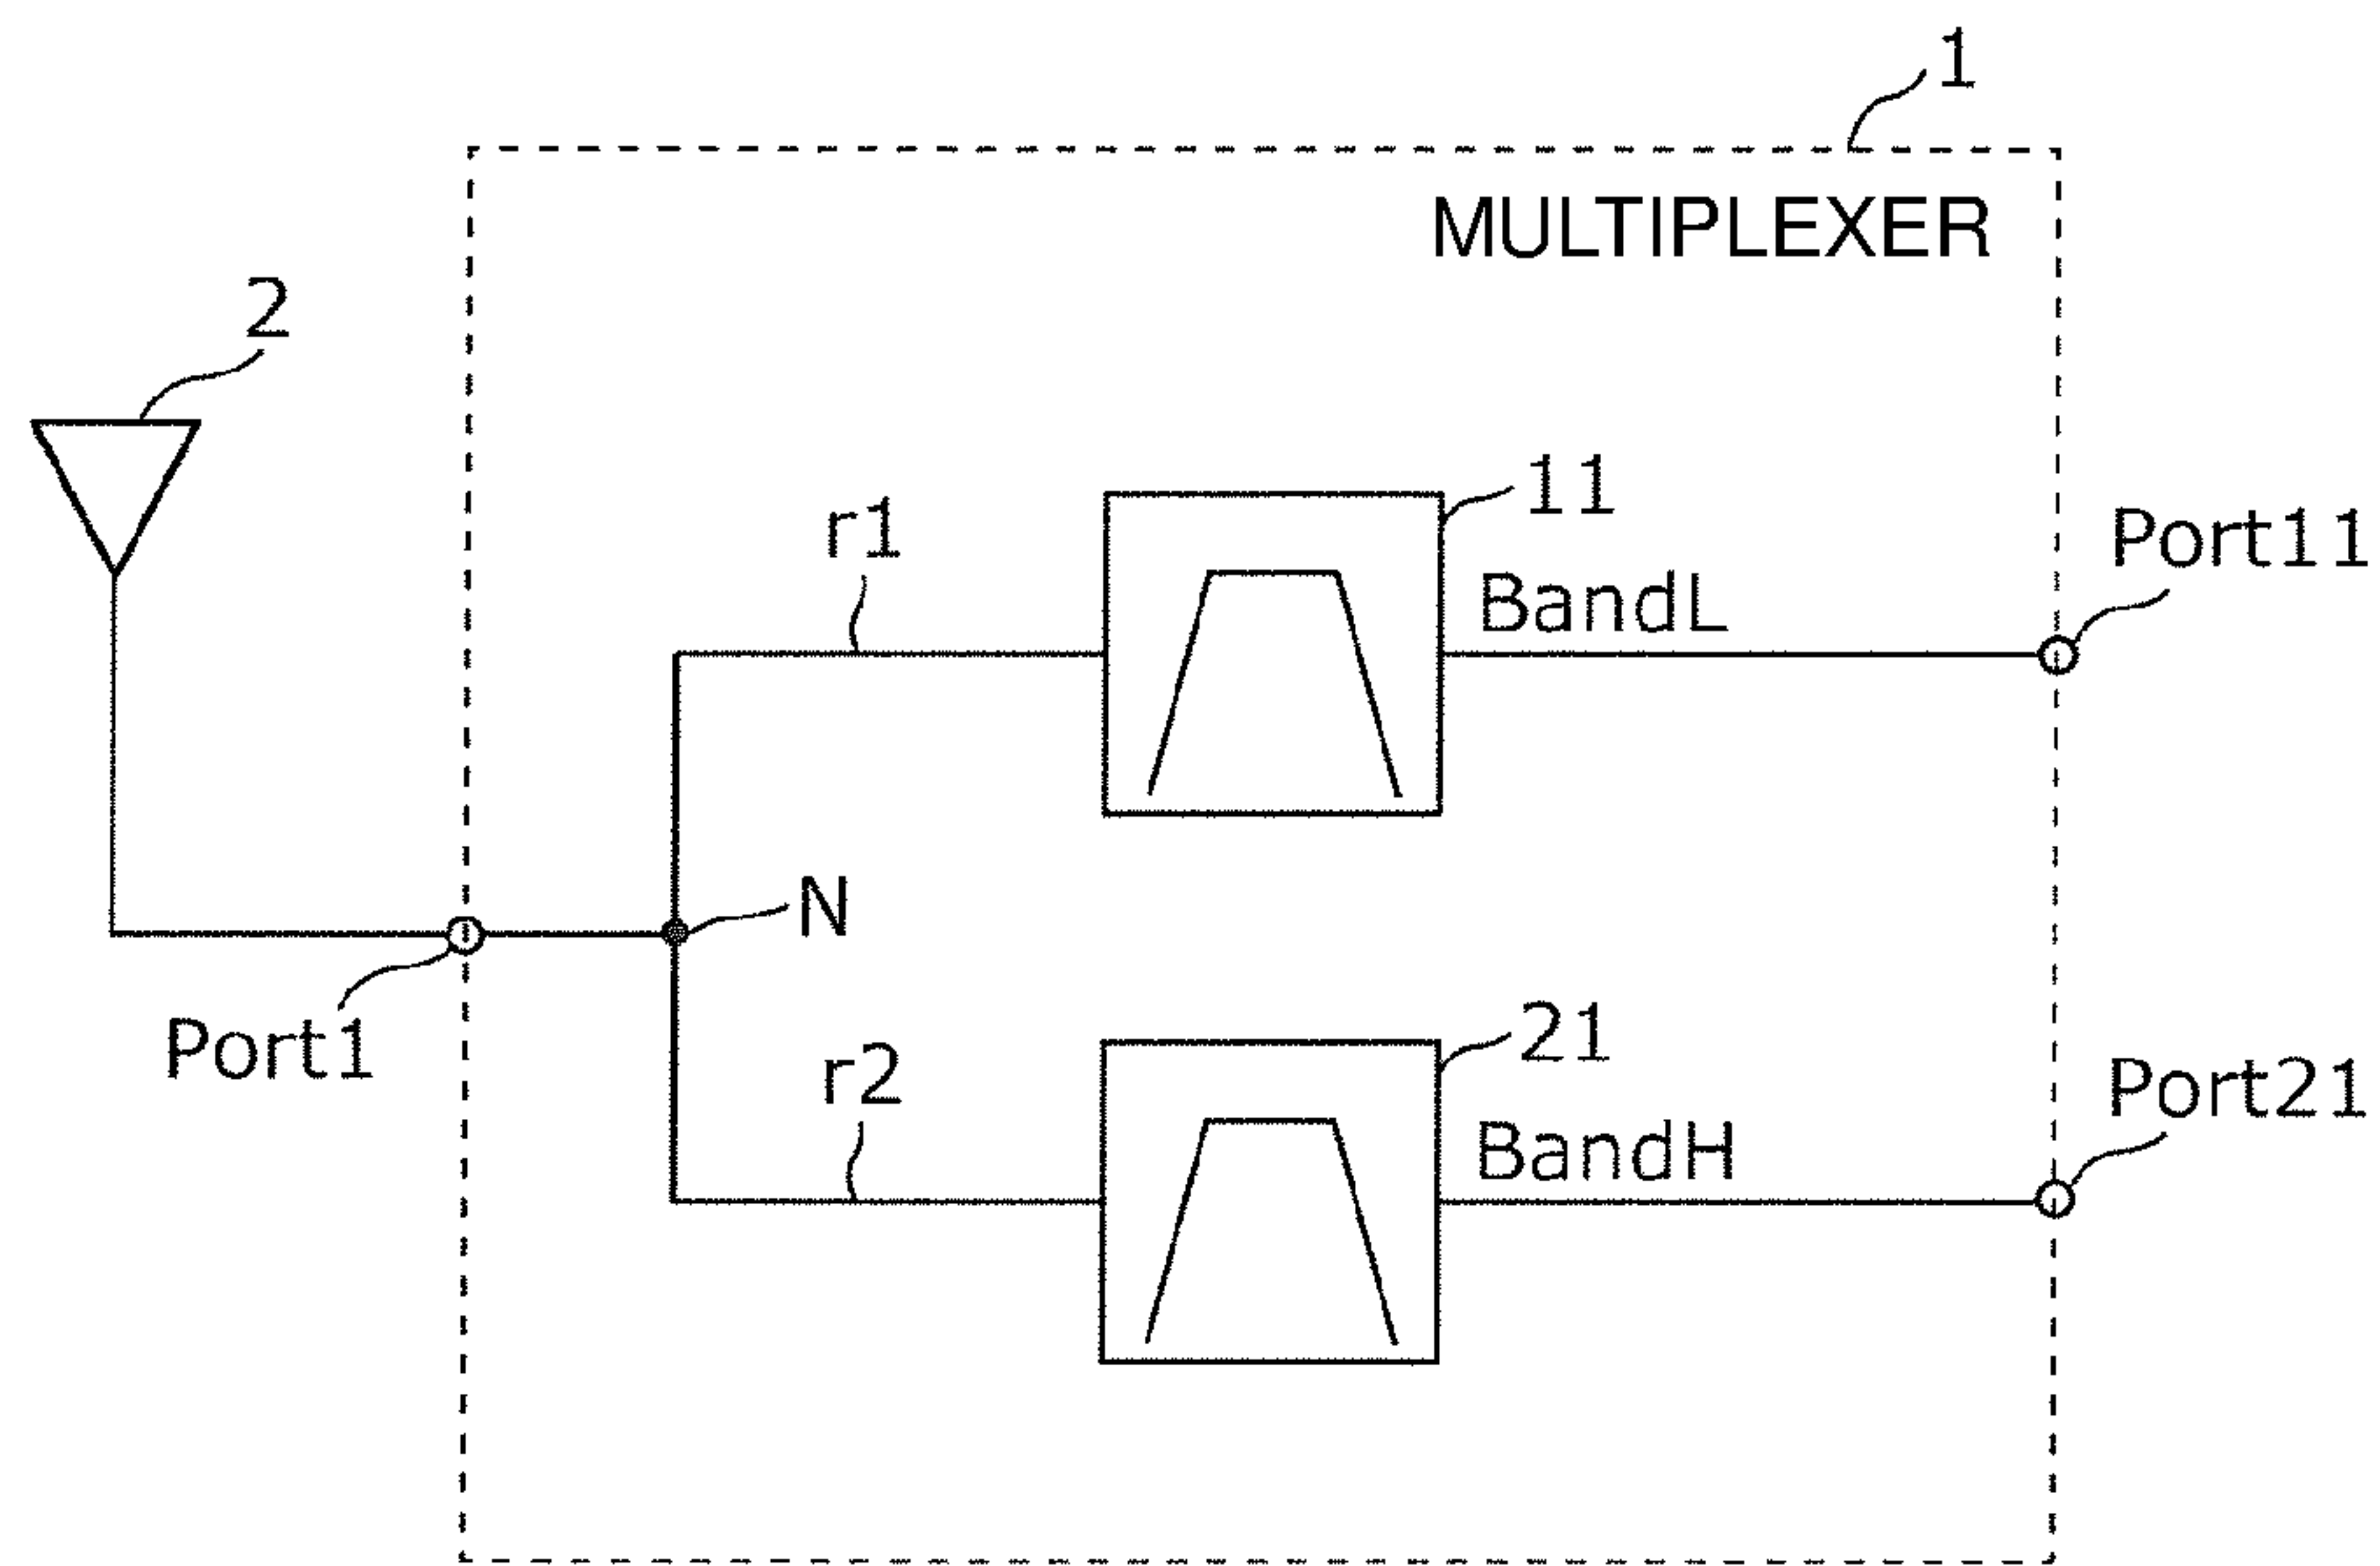 1
MULTIPLEXER
2
11
r1
Port11
BandL
N
21
Port1
r2
Port21
BandH